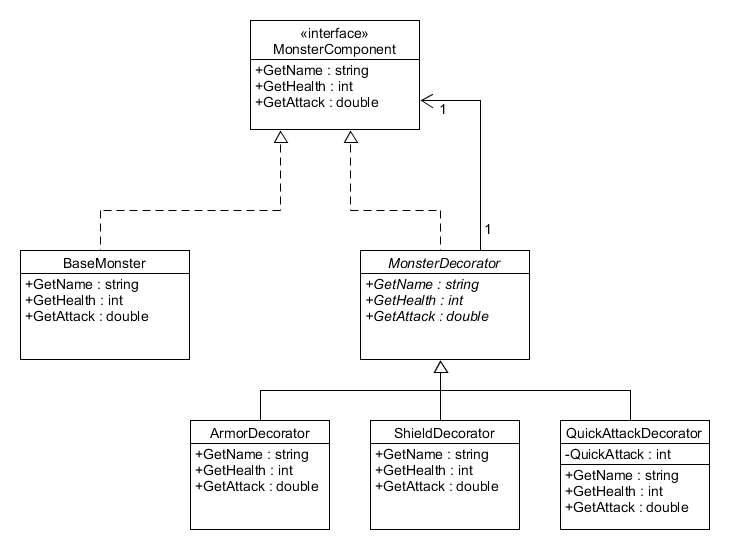 «interface»
MonsterComponent
+GetName : string
+GetHealth : int
+GetAttack : double
1
1
BaseMonster
+GetName : string
+GetHealth : int
+GetAttack : double
MonsterDecorator
+GetName : string
+GetHealth : int
+GetAttack : double
ArmorDecorator
+GetName : string
+GetHealth : int
+GetAttack : double
ShieldDecorator
+GetName : string
+GetHealth : int
+GetAttack : double
QuickAttackDecorator
-QuickAttack : int
+GetName : string
+GetHealth : int
+GetAttack : double